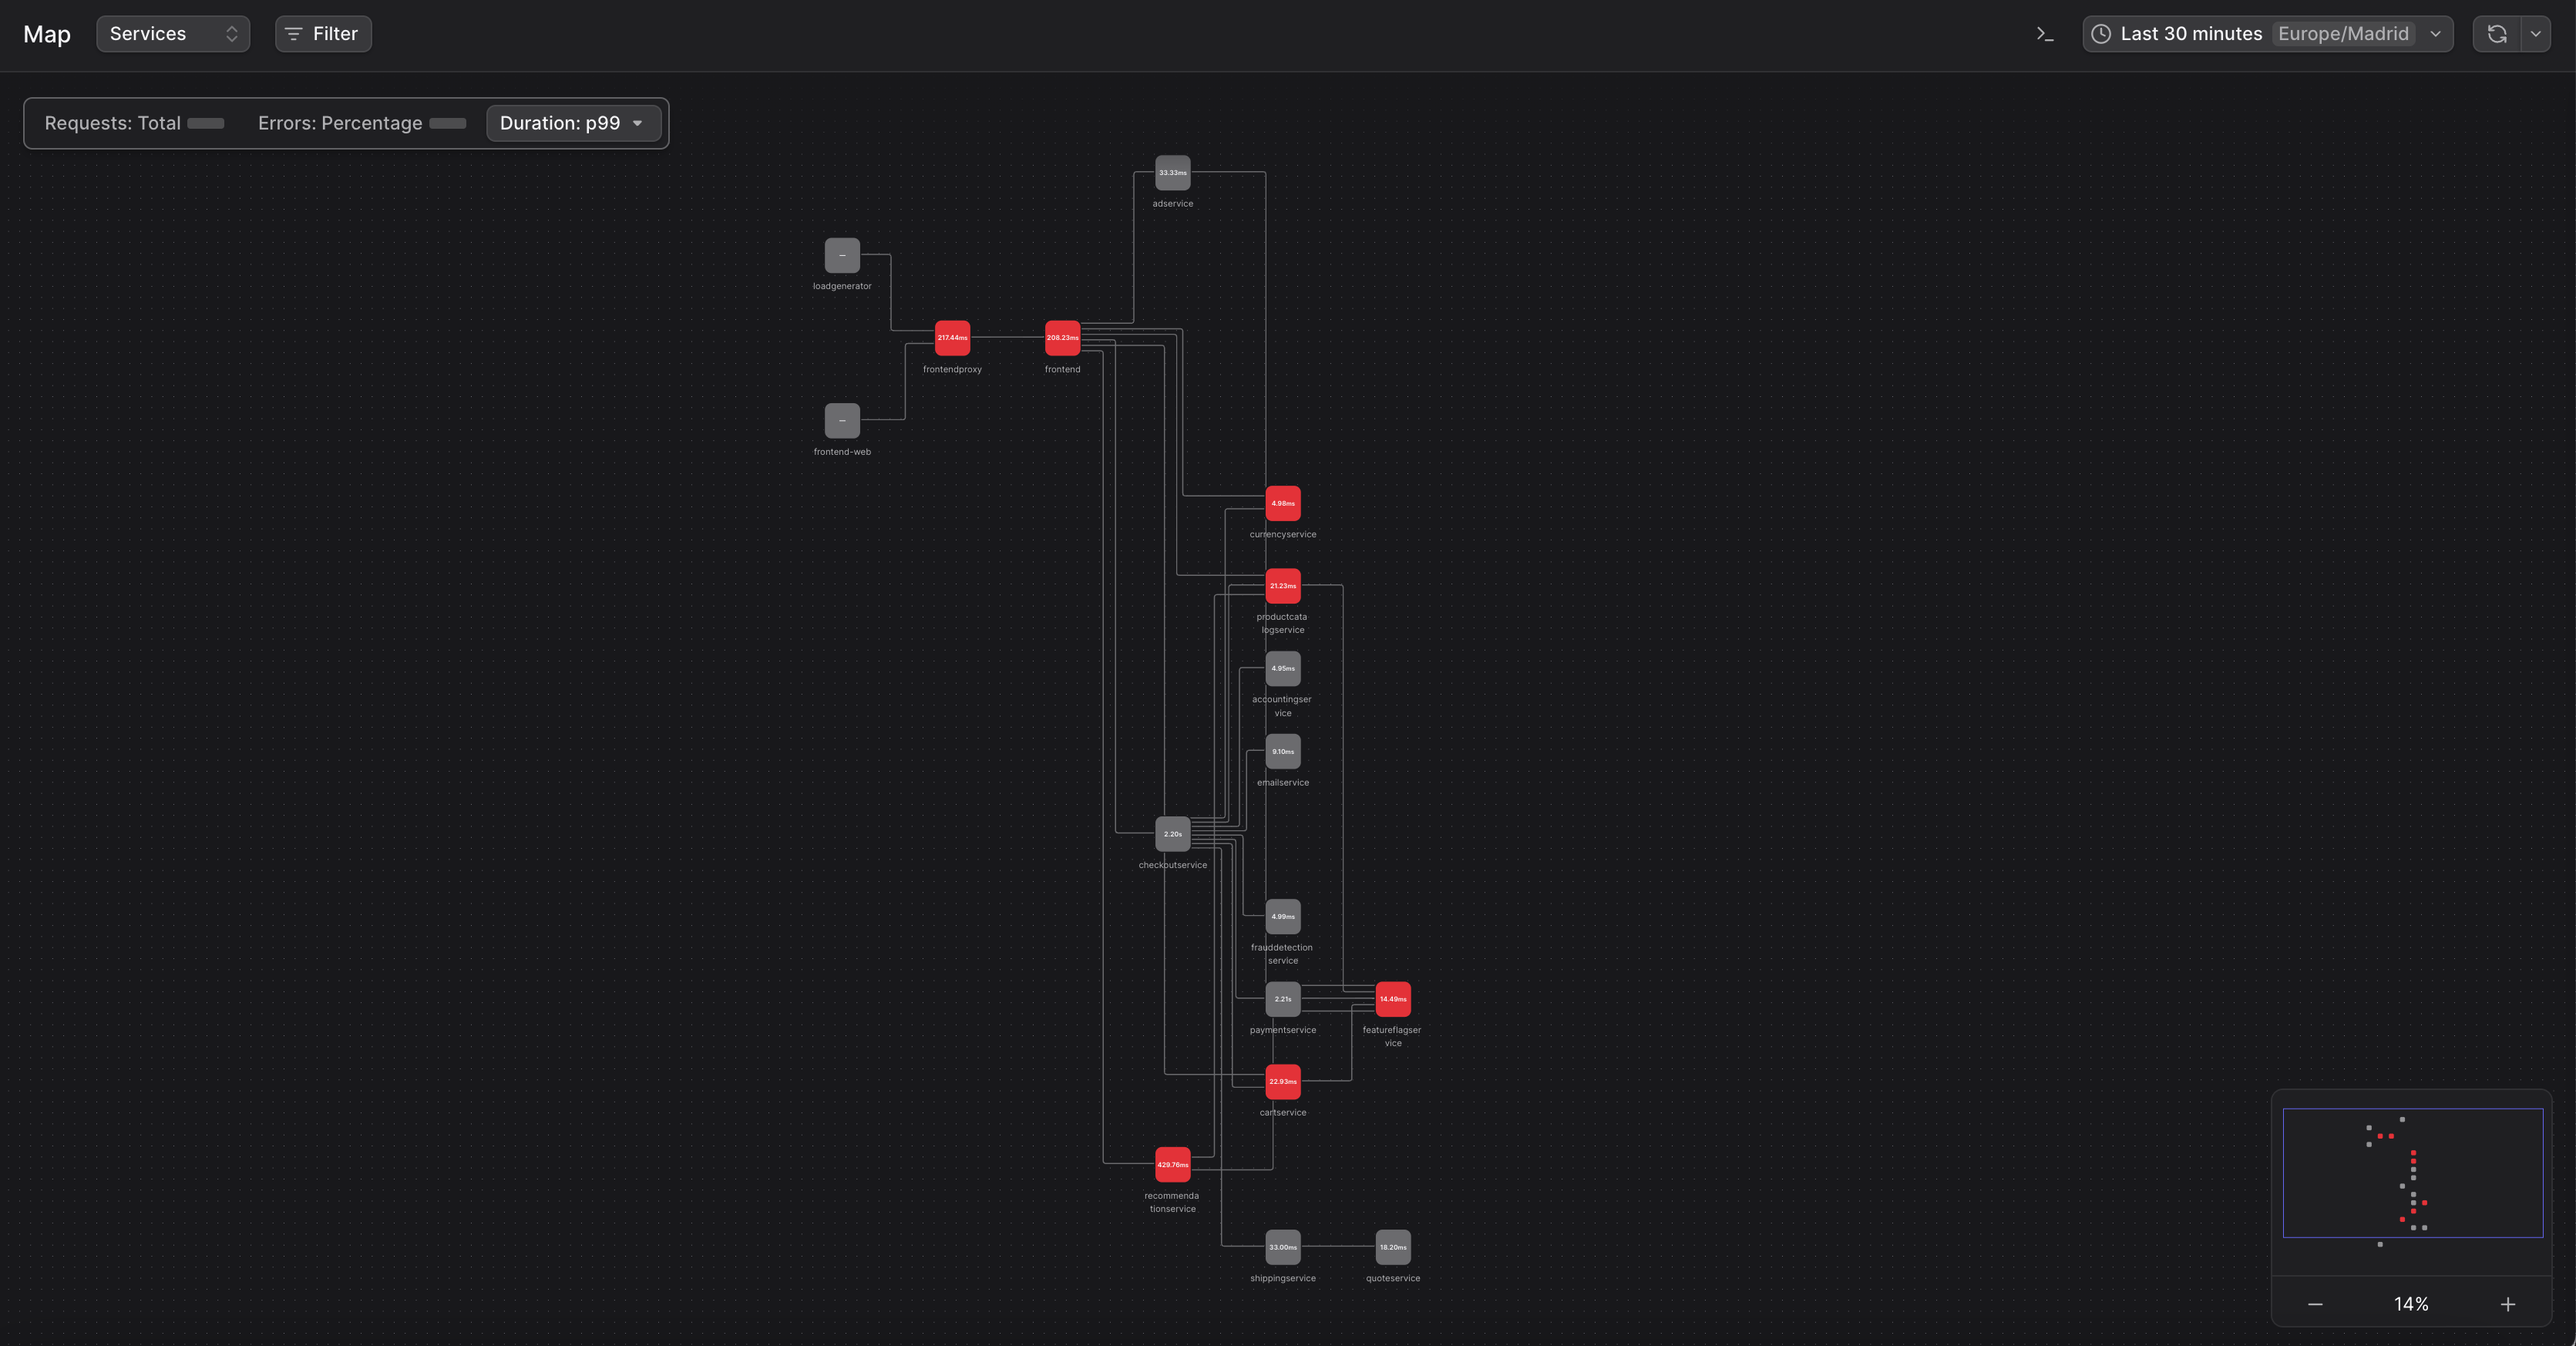 Map
Services
Filter
Last 30 minutes Europe/Madrid
Requests: Total
Errors: Percentage
Duration: p99
33.33ms
adservice
–
loadgenerator
217.44ms
frontendproxy
208.23ms
frontend
–
frontend-web
4.98ms
currencyservice
21.23ms
productcata
logservice
4.95ms
accountingser
vice
9.10ms
emailservice
2.20s
checkoutservice
4.99ms
frauddetection
service
2.21s
paymentservice
14.49ms
featureflagser
vice
22.93ms
cartservice
429.76ms
recommenda
tionservice
33.00ms
shippingservice
18.20ms
quoteservice
14%